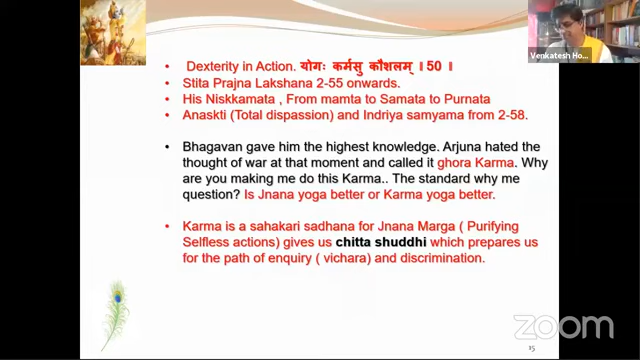 Venkatesh Ho...
Dexterity in Action. योगः कर्मसु कौशलम् । 50 ।
Stita Prajna Lakshana 2-55 onwards.
His Niskkamata , From mamta to Samata to Purnata
Anaskti (Total dispassion) and Indriya samyama from 2-58.
Bhagavan gave him the highest knowledge. Arjuna hated the
thought of war at that moment and called it ghora Karma. Why
are you making me do this Karma.. The standard why me
question? Is Jnana yoga better or Karma yoga better.
Karma is a sahakari sadhana for Jnana Marga ( Purifying
Selfless actions) gives us chitta shuddhi which prepares us
for the path of enquiry ( vichara) and discrimination.
zoom
15